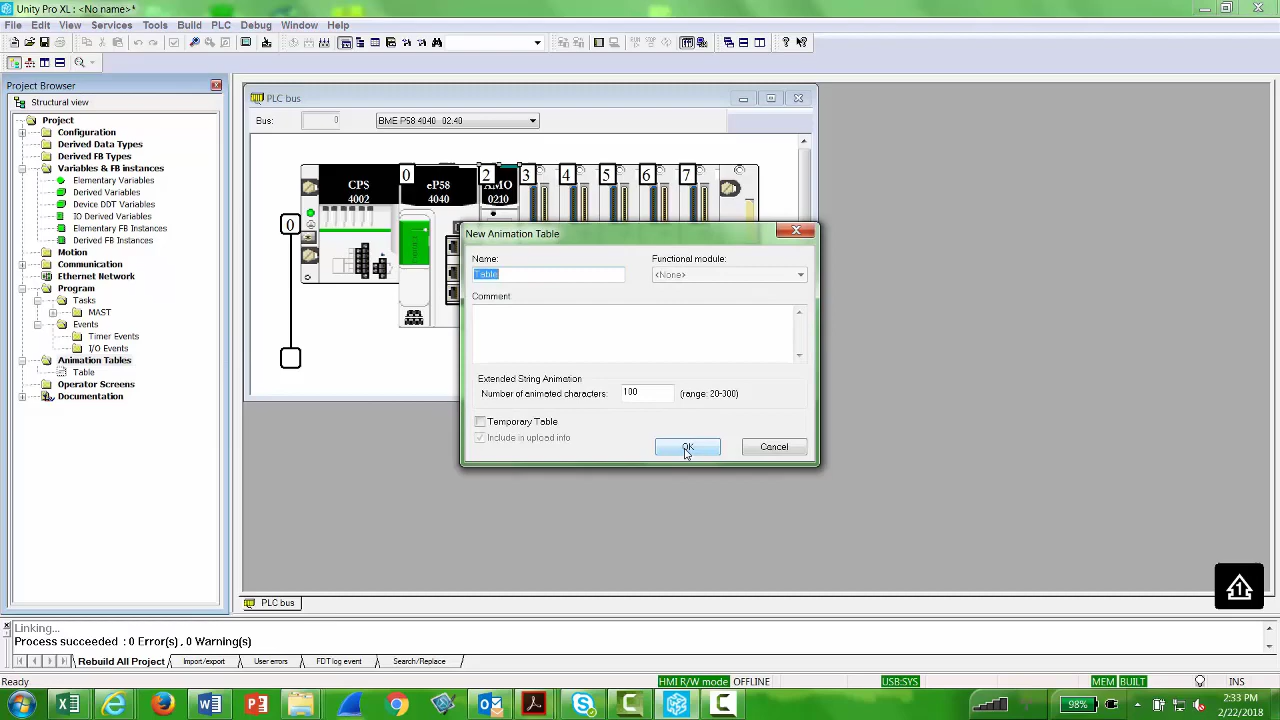 Unity Pro XL : <No name>*
File Edit View Services Tools Build PLC Debug Window Help
Project Browser
Structural view
Project
Configuration
Derived Data Types
Derived FB Types
Variables & FB instances
Elementary Variables
Derived Variables
Device DDT Variables
IO Derived Variables
Elementary FB Instances
Derived FB Instances
Motion
Communication
Ethernet Network
Program
Tasks
MAST
Events
Timer Events
I/O Events
Animation Tables
Table
Operator Screens
Documentation
PLC bus
Bus: 0 BME P58 4040 02.40
0 2 3 4 5 6 7
CPS eP58 AMO
4002 4040 0210
0
New Animation Table
Name: Functional module:
Table <None>
Comment
Extended String Animation
Number of animated characters: 100 (range: 20-300)
Temporary Table
Include in upload info
OK Cancel
PLC bus
1
Linking...
Process succeeded : 0 Error(s) , 0 Warning(s)
Rebuild All Project Import/export User errors FDT log event Search/Replace
Ready HMI R/W mode OFFLINE USB:SYS MEM BUILT INS
98% 2:33 PM
2/22/2018